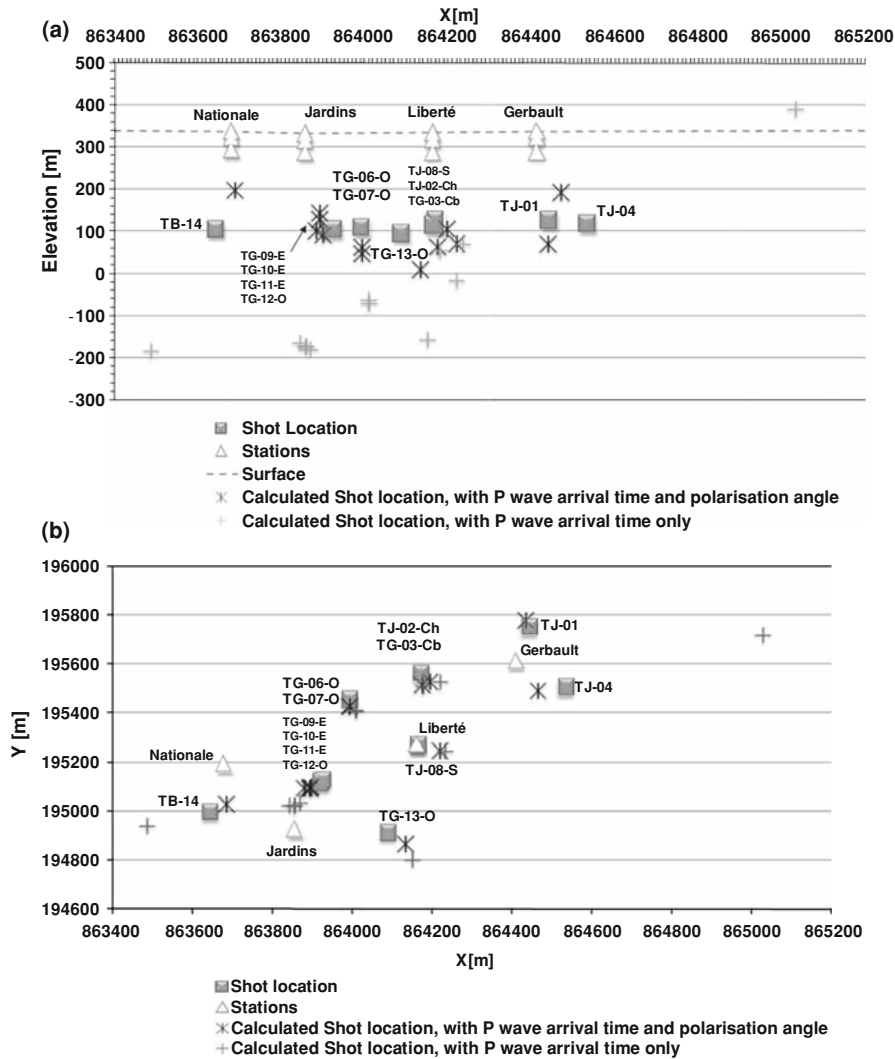 (a)
X[m]
863400 863600 863800 864000 864200 864400 864600 864800 865000 865200
500
400
300
200
100
0
-100
-200
-300
Elevation [m]
Nationale
Jardins
Liberté
Gerbault
TG-06-O
TG-07-O
TJ-08-S
TJ-02-Ch
TG-03-Cb
TB-14
TJ-01
TJ-04
TG-13-O
TG-09-E
TG-10-E
TG-11-E
TG-12-O
Shot Location
Stations
Surface
Calculated Shot location, with P wave arrival time and polarisation angle
Calculated Shot location, with P wave arrival time only
(b)
196000
195800
195600
195400
195200
195000
194800
194600
Y [m]
TJ-02-Ch
TG-03-Cb
TJ-01
Gerbault
TG-06-O
TG-07-O
TJ-04
TG-09-E
TG-10-E
TG-11-E
TG-12-O
Liberté
TJ-08-S
Nationale
TB-14
TG-13-O
Jardins
863400 863600 863800 864000 864200 864400 864600 864800 865000 865200
X[m]
Shot location
Stations
Calculated Shot location, with P wave arrival time and polarisation angle
Calculated Shot location, with P wave arrival time only